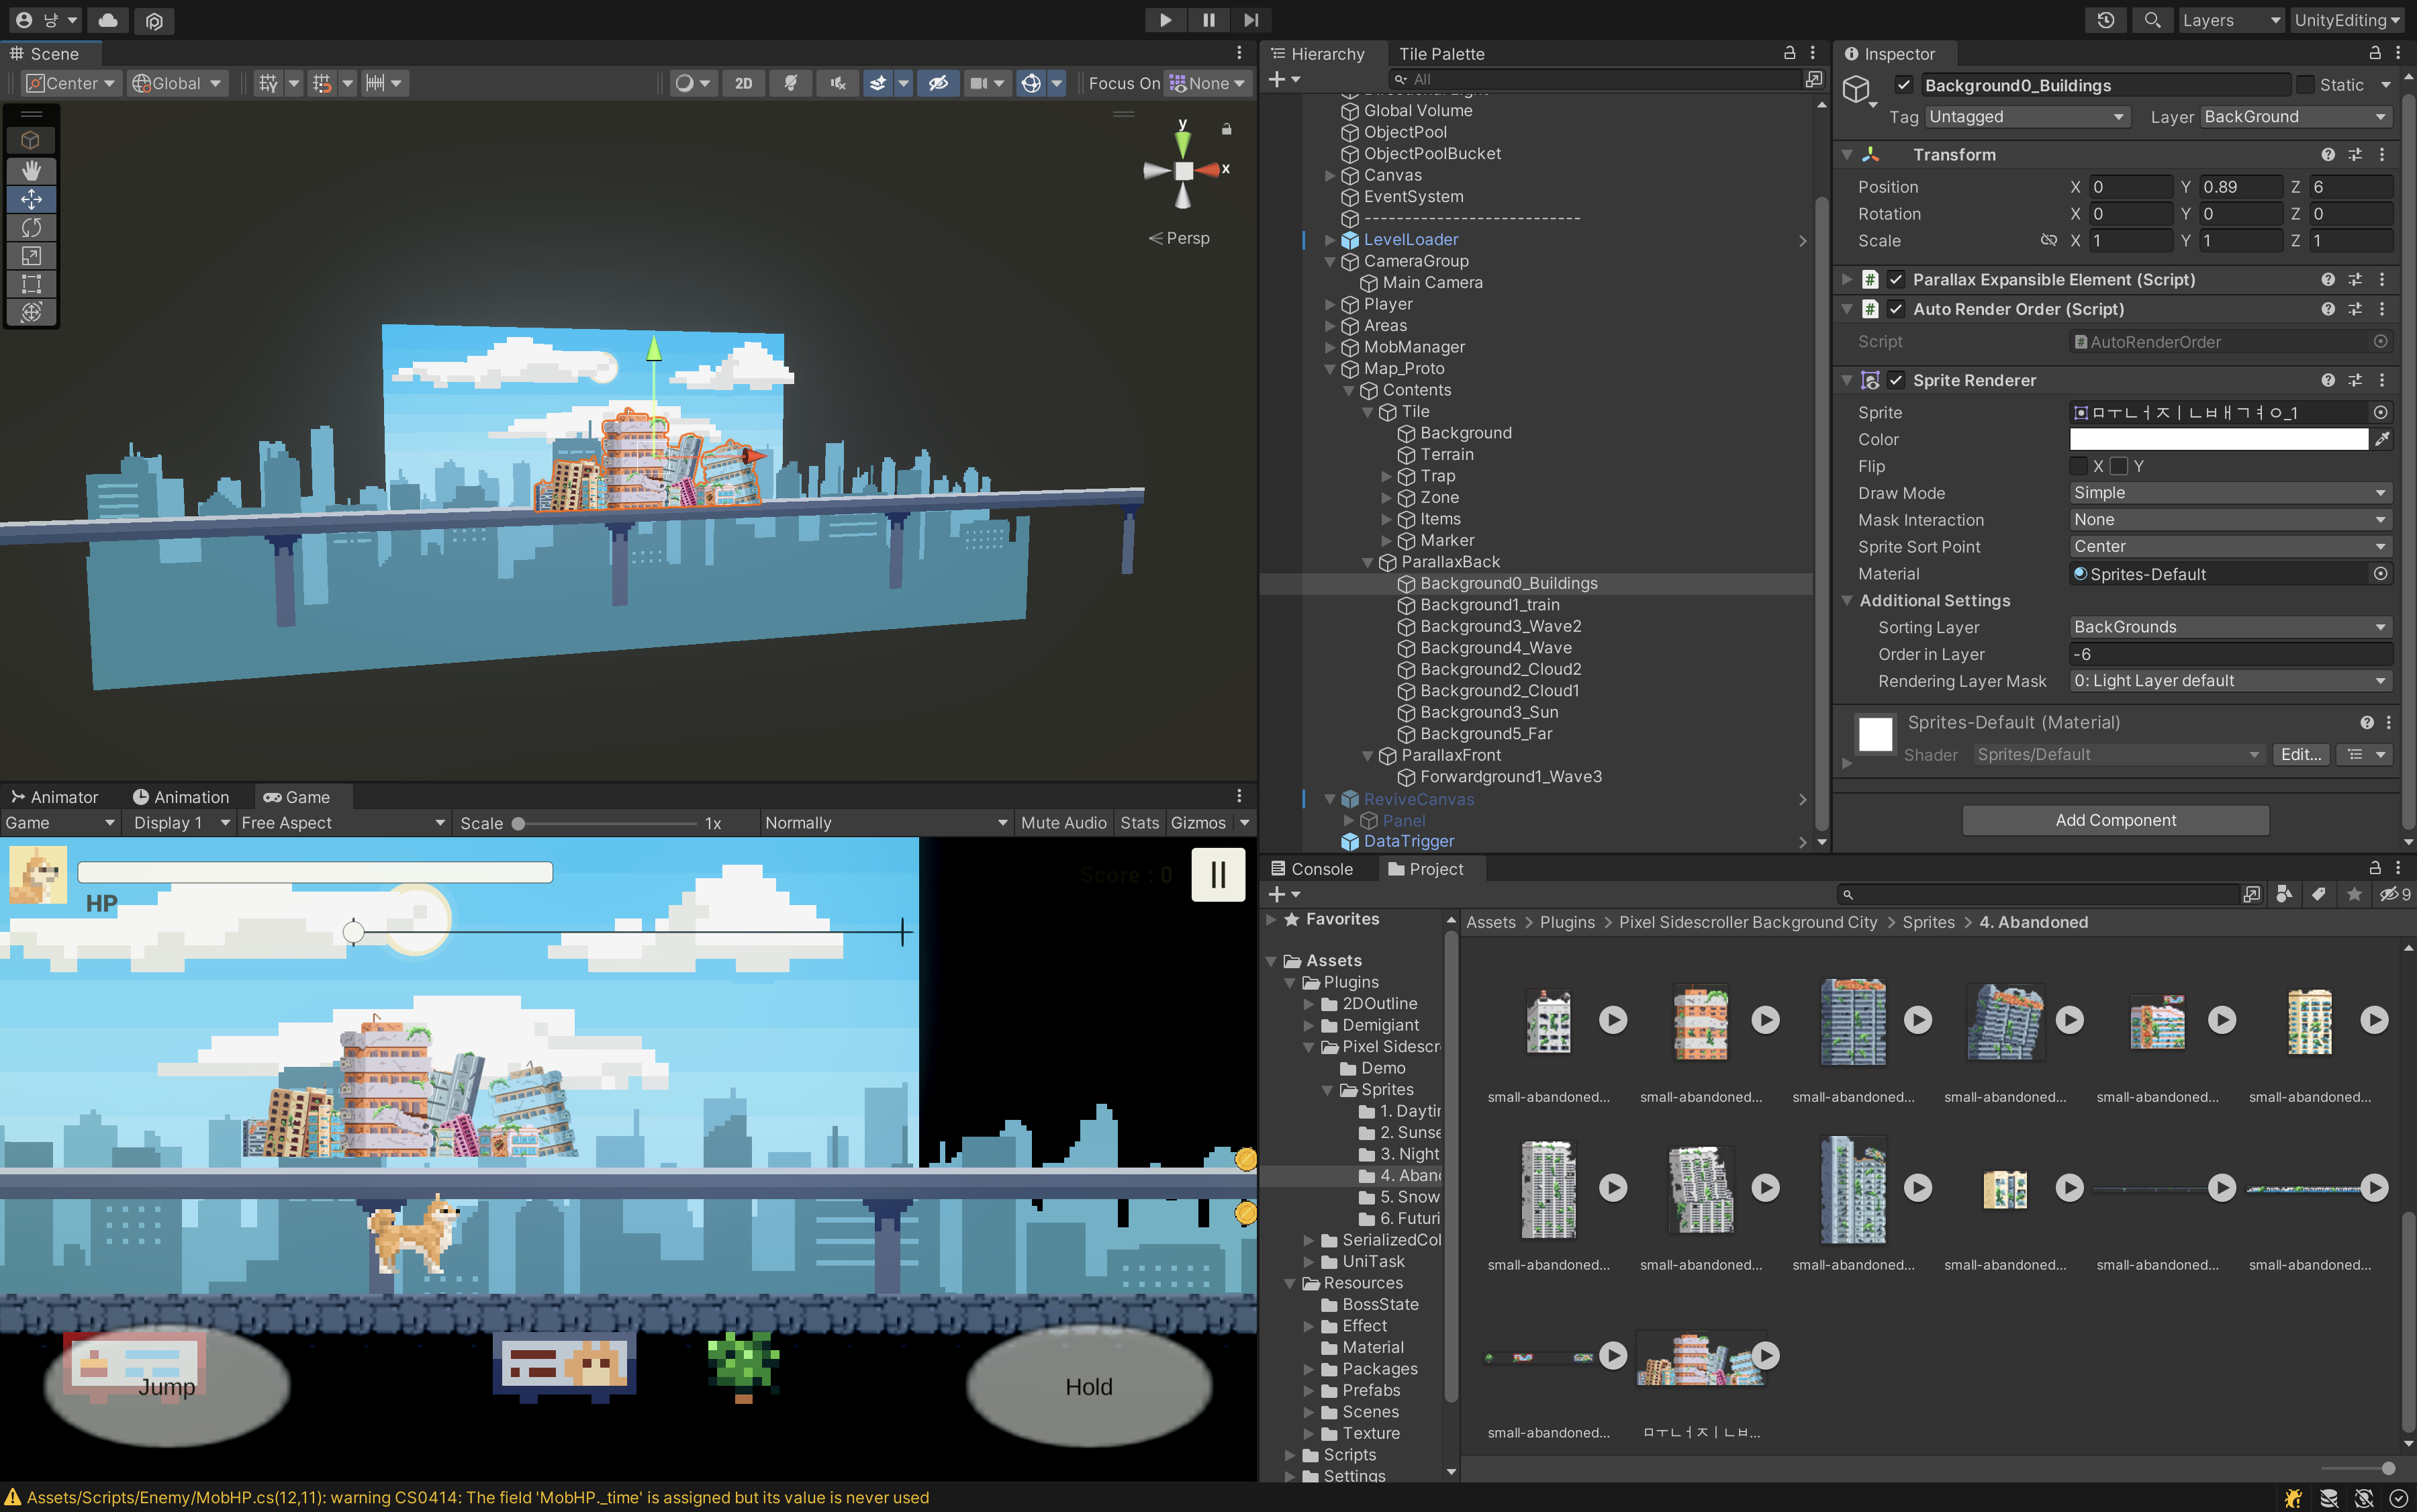 냥
Layers
UnityEditing
Scene
Center
Global
2D
Focus On
None
y
x
Persp
Animator
Animation
Game
Game
Display 1
Free Aspect
Scale
1x
Normally
Mute Audio
Stats
Gizmos
HP
Score : 0
Jump
Hold
Hierarchy
Tile Palette
All
Global Volume
ObjectPool
ObjectPoolBucket
Canvas
EventSystem
---------------------------
LevelLoader
CameraGroup
Main Camera
Player
Areas
MobManager
Map_Proto
Contents
Tile
Background
Terrain
Trap
Zone
Items
Marker
ParallaxBack
Background0_Buildings
Background1_train
Background3_Wave2
Background4_Wave
Background2_Cloud2
Background2_Cloud1
Background3_Sun
Background5_Far
ParallaxFront
Forwardground1_Wave3
ReviveCanvas
Panel
DataTrigger
Inspector
Background0_Buildings
Static
Tag Untagged
Layer BackGround
Transform
Position X 0 Y 0.89 Z 6
Rotation X 0 Y 0 Z 0
Scale X 1 Y 1 Z 1
Parallax Expansible Element (Script)
Auto Render Order (Script)
Script AutoRenderOrder
Sprite Renderer
Sprite ㅁㅜㄴㅓㅈㅣㄴㅂㅐㄱㅕㅇ_1
Color
Flip X Y
Draw Mode Simple
Mask Interaction None
Sprite Sort Point Center
Material Sprites-Default
Additional Settings
Sorting Layer BackGrounds
Order in Layer -6
Rendering Layer Mask 0: Light Layer default
Sprites-Default (Material)
Shader Sprites/Default Edit...
Add Component
Console
Project
9
Favorites
Assets
Plugins
2DOutline
Demigiant
Pixel Sidescr
Demo
Sprites
1. Daytir
2. Sunse
3. Night
4. Aband
5. Snow
6. Futuri
SerializedCol
UniTask
Resources
BossState
Effect
Material
Packages
Prefabs
Scenes
Texture
Scripts
Settings
Assets > Plugins > Pixel Sidescroller Background City > Sprites > 4. Abandoned
small-abandoned...
small-abandoned...
small-abandoned...
small-abandoned...
small-abandoned...
small-abandoned...
small-abandoned...
small-abandoned...
small-abandoned...
small-abandoned...
small-abandoned...
small-abandoned...
small-abandoned...
ㅁㅜㄴㅓㅈㅣㄴㅂ...
Assets/Scripts/Enemy/MobHP.cs(12,11): warning CS0414: The field 'MobHP._time' is assigned but its value is never used